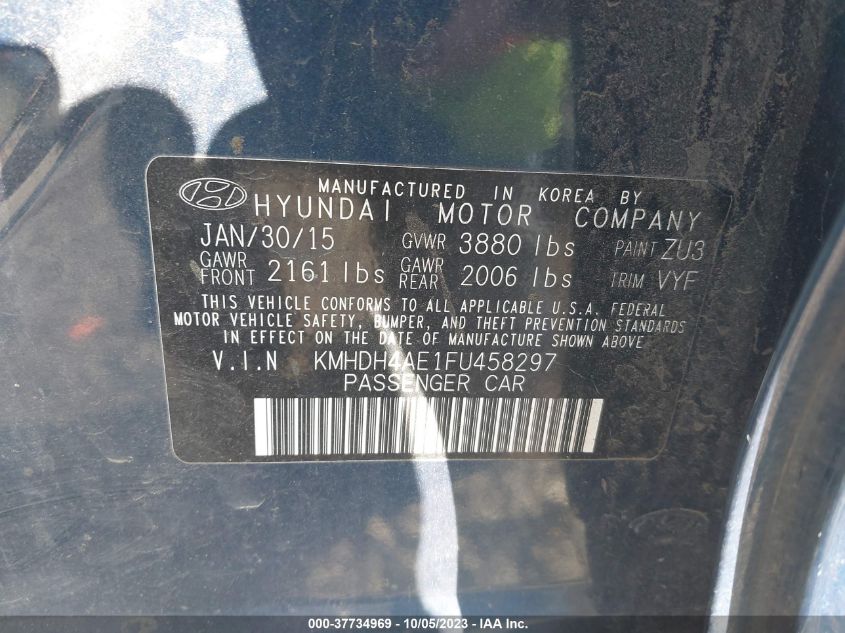 MANUFACTURED IN KOREA BY
HYUNDAI MOTOR COMPANY
JAN/30/15 GVWR 3880 lbs PAINT ZU3
GAWR FRONT 2161 lbs GAWR REAR 2006 lbs TRIM VYF
THIS VEHICLE CONFORMS TO ALL APPLICABLE U.S.A. FEDERAL
MOTOR VEHICLE SAFETY, BUMPER, AND THEFT PREVENTION STANDARDS
IN EFFECT ON THE DATE OF MANUFACTURE SHOWN ABOVE
V.I.N KMHDH4AE1FU458297
PASSENGER CAR
000-37734969 - 10/05/2023 - IAA Inc.